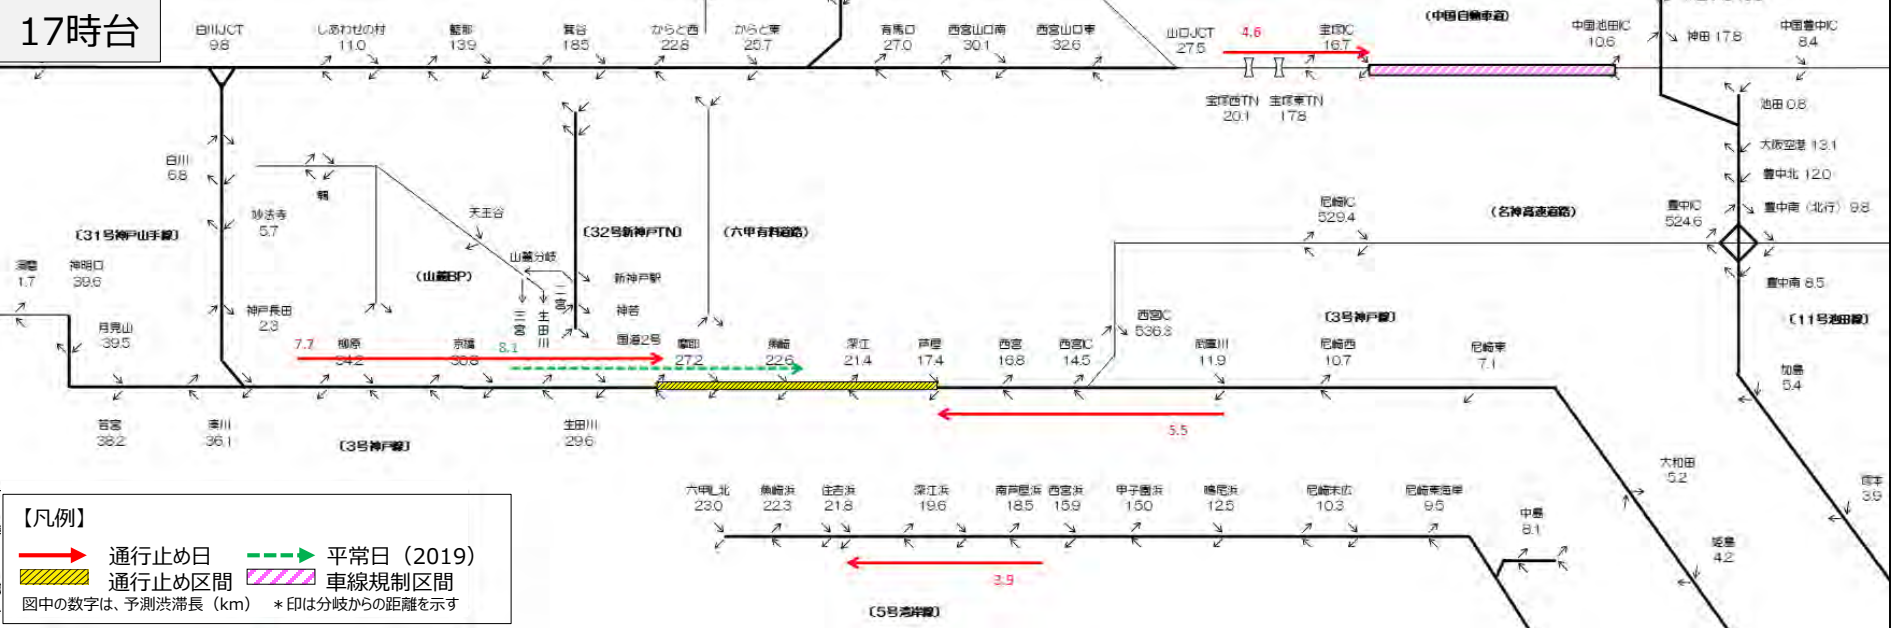 17時台
白川JCT
9.8
しあわせの村
11.0
藍那
13.9
箕谷
18.5
からと西
22.8
からと東
25.7
有馬口
27.0
西宮山口南
30.1
西宮山口東
32.6
山口JCT
27.5
4.6
宝塚IC
16.7
(中国自動車道)
中国池田IC
10.6
神田 17.8
中国豊中IC
8.4
宝塚西TN
20.1
宝塚東TN
17.8
池田 0.8
大阪空港 13.1
豊中北 12.0
豊中南（北行）9.8
白川
6.8
妙法寺
5.7
(31号神戸山手線)
天王谷
(32号新神戸TN)
(六甲有料道路)
尼崎IC
529.4
(名神高速道路)
豊中IC
524.6
須磨
1.7
神明口
39.6
(山麓BP)
山麓分岐
新神戸駅
二宮
神若
三宮
生田川
国道2号
豊中南 8.5
月見山
39.5
神戸長田
2.3
西宮IC
536.3
(3号神戸線)
(11号池田線)
7.7
柳原
34.2
京橋
30.8
8.1
摩耶
27.2
魚崎
22.6
深江
21.4
芦屋
17.4
西宮
16.8
西宮IC
14.5
武庫川
11.9
尼崎西
10.7
尼崎東
7.1
加島
5.4
若宮
38.2
湊川
36.1
(3号神戸線)
生田川
29.6
5.5
大和田
5.2
塚本
3.9
六甲IL北
23.0
魚崎浜
22.3
住吉浜
21.8
深江浜
19.6
南芦屋浜
18.5
西宮浜
15.9
甲子園浜
15.0
鳴尾浜
12.5
尼崎末広
10.3
尼崎東海岸
9.5
中島
8.1
姫島
4.2
3.9
(5号湾岸線)
【凡例】
通行止め日 平常日（2019）
通行止め区間 車線規制区間
図中の数字は、予測渋滞長（km） ＊印は分岐からの距離を示す